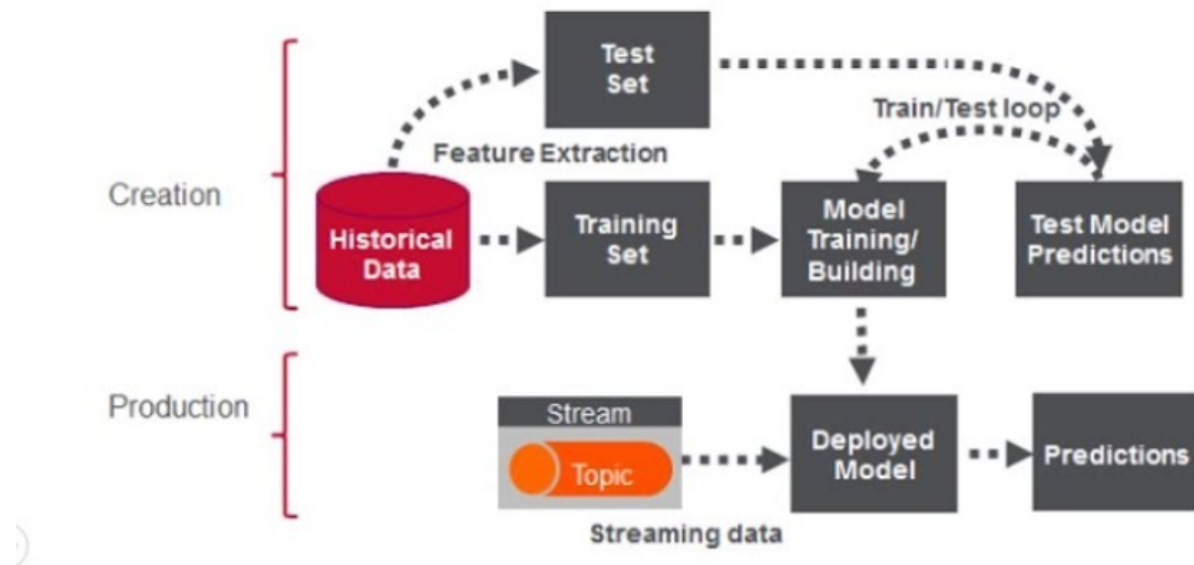 Test
Set
Train/Test loop
Feature Extraction
Creation
Historical
Data
Training
Set
Model
Training/
Building
Test Model
Predictions
Production
Stream
Topic
Deployed
Model
Predictions
Streaming data